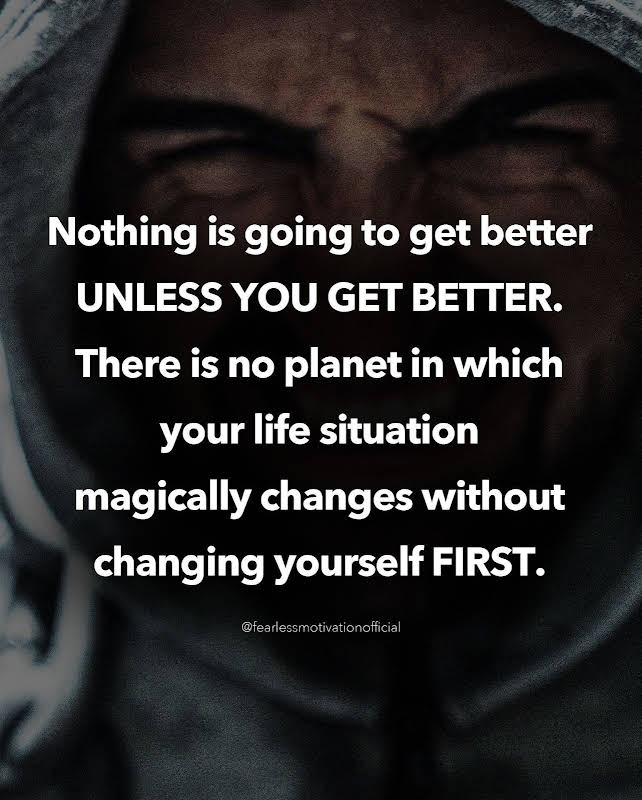 Nothing is going to get better
UNLESS YOU GET BETTER.
There is no planet in which
your life situation
magically changes without
changing yourself FIRST.
@fearlessmotivationofficial